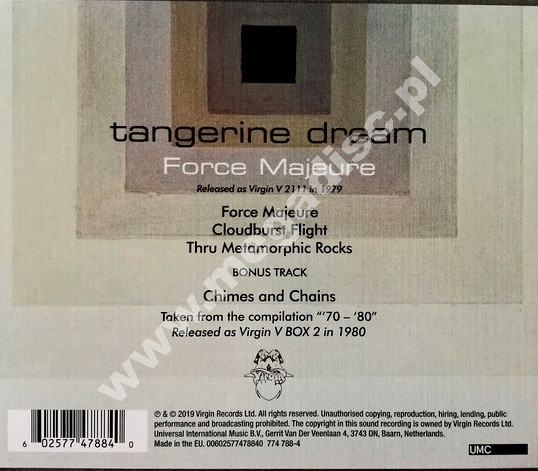 tangerine dream
Force Majeure
Released as Virgin V 2111 in 1979
Force Majeure
Cloudburst Flight
Thru Metamorphic Rocks
BONUS TRACK
Chimes and Chains
Taken from the compilation “’70 – ’80”
Released as Virgin V BOX 2 in 1980
Virgin
6 02577 47884 0
℗ & © 2019 Virgin Records Ltd. All rights reserved. Unauthorised copying, reproduction, hiring, lending, public
performance and broadcasting prohibited. The copyright in this sound recording is owned by Virgin Records Ltd.
Universal International Music B.V., Gerrit Van Der Veenlaan 4, 3743 DN, Baarn, Netherlands.
Made in the EU. 00602577478840 774 788-4
UMC
www.megadisc.pl